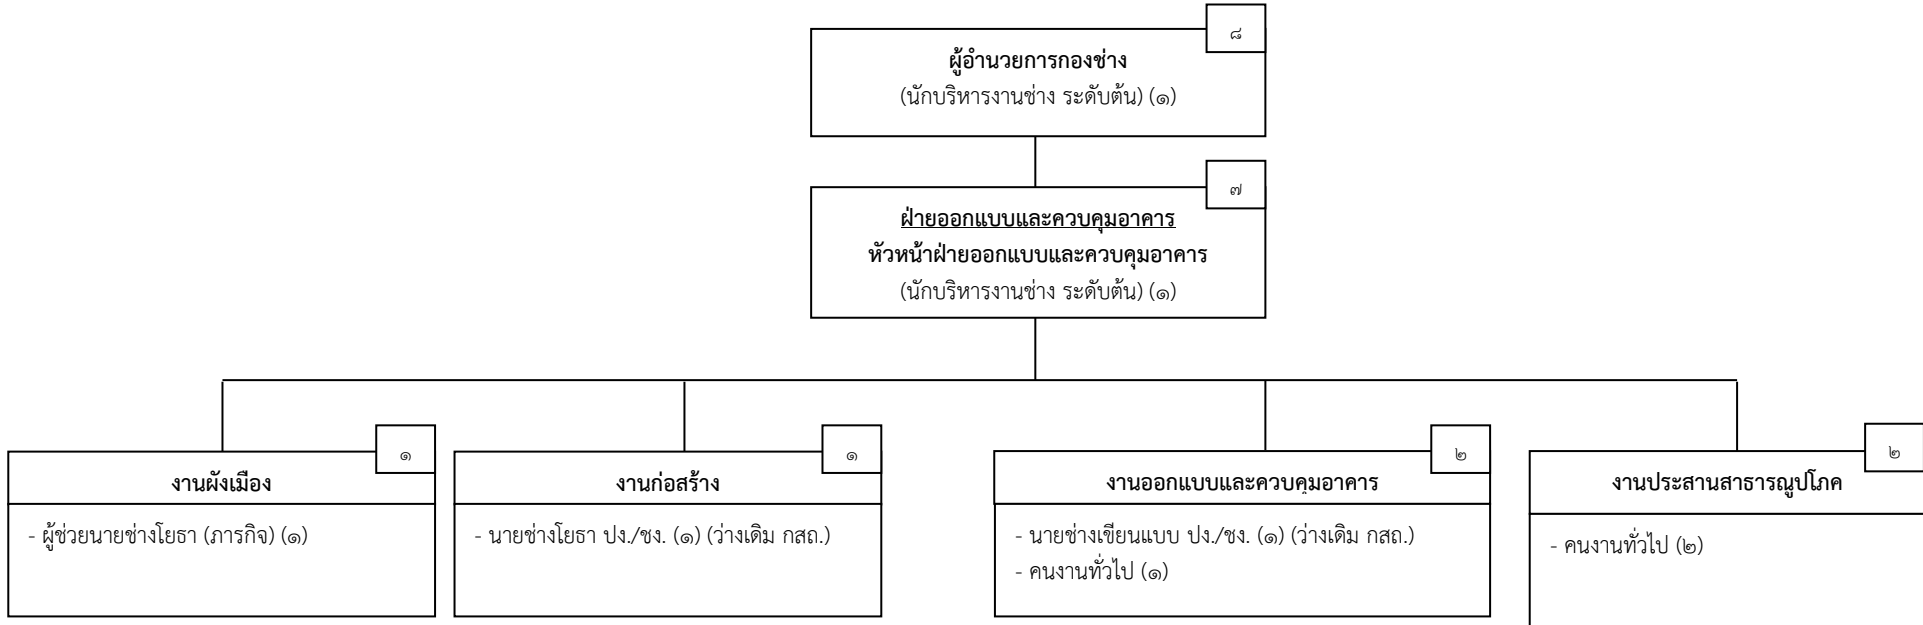 ๘
ผู้อำนวยการกองช่าง
(นักบริหารงานช่าง ระดับต้น) (๑)
๗
ฝ่ายออกแบบและควบคุมอาคาร
หัวหน้าฝ่ายออกแบบและควบคุมอาคาร
(นักบริหารงานช่าง ระดับต้น) (๑)
๑
งานผังเมือง
- ผู้ช่วยนายช่างโยธา (ภารกิจ) (๑)
๑
งานก่อสร้าง
- นายช่างโยธา ปง./ชง. (๑) (ว่างเดิม กสถ.)
๒
งานออกแบบและควบคุมอาคาร
- นายช่างเขียนแบบ ปง./ชง. (๑) (ว่างเดิม กสถ.)
- คนงานทั่วไป (๑)
๒
งานประสานสาธารณูปโภค
- คนงานทั่วไป (๒)